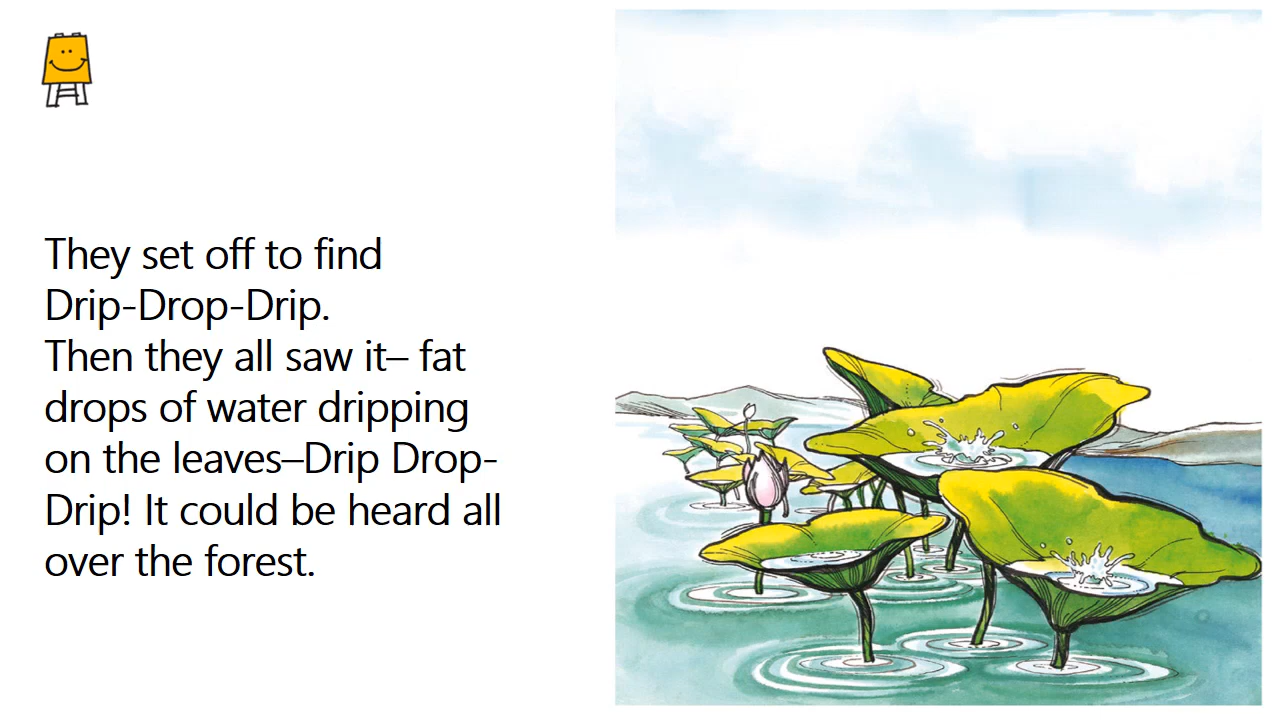 They set off to find
Drip-Drop-Drip.
Then they all saw it– fat
drops of water dripping
on the leaves–Drip Drop-
Drip! It could be heard all
over the forest.